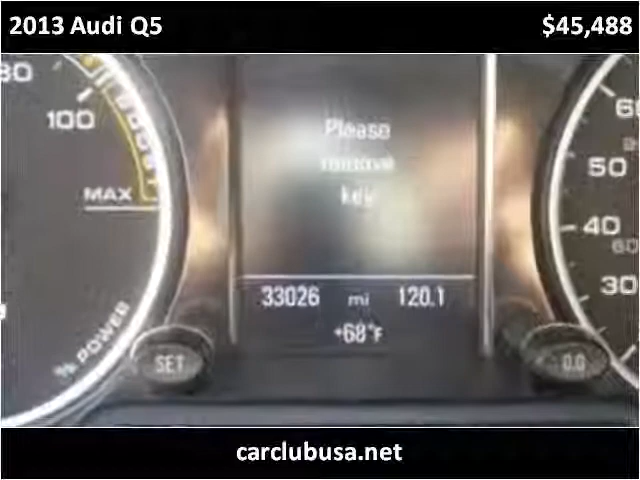 2013 Audi Q5 $45,488
80
100
BOOST
MAX
% POWER
SET
Please
remove
key
33026 mi 120.1
+68°F
50
40
60
30
0.0
carclubusa.net